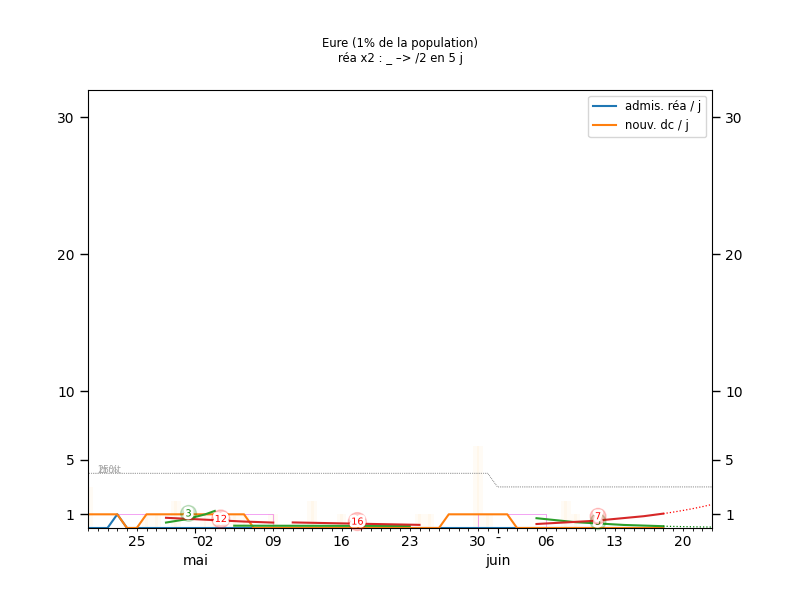 Eure (1% de la population)
réa x2 : _ –> /2 en 5 j
admis. réa / j
nouv. dc / j
30 30
20 20
10 10
5 5
1 1
3
12
16
7
25 02 09 16 23 30 06 13 20
mai juin